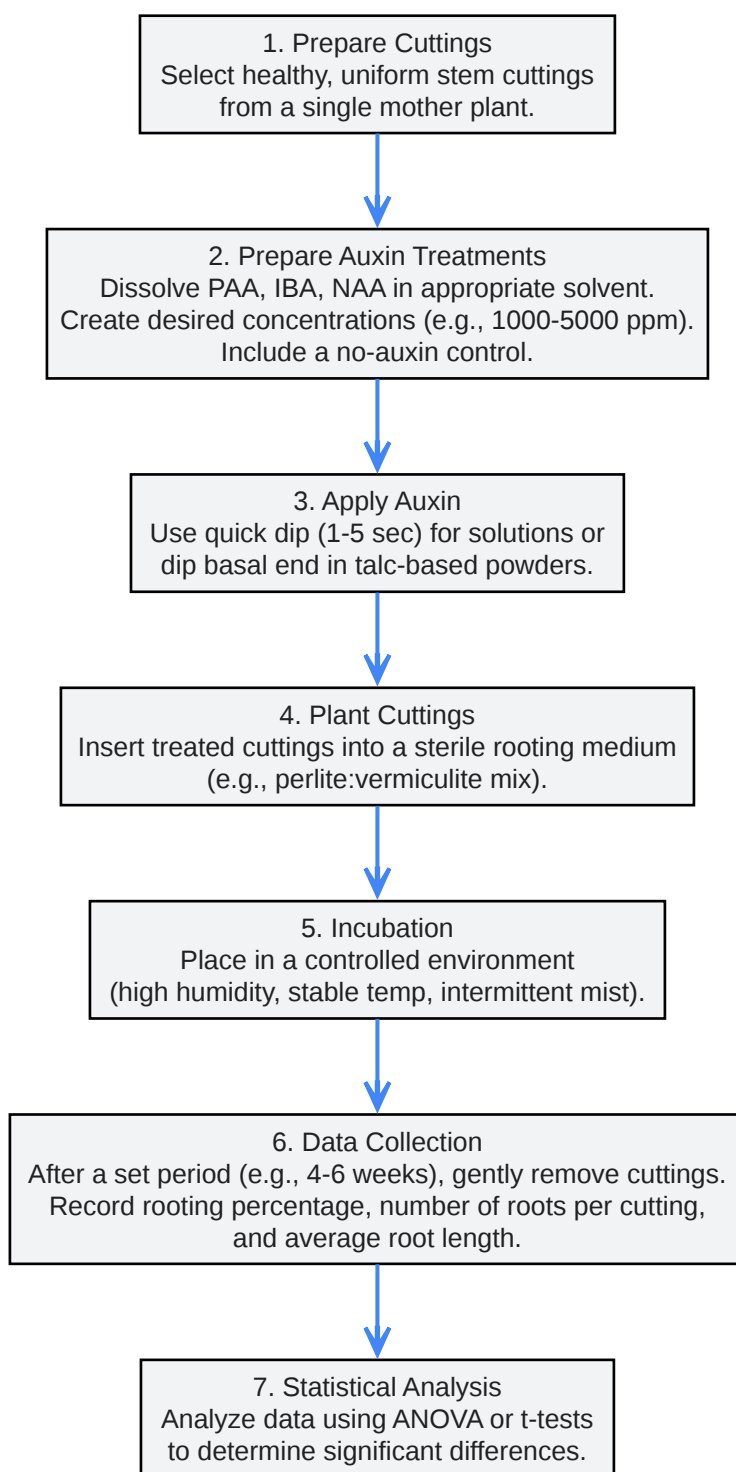 1. Prepare Cuttings
Select healthy, uniform stem cuttings
from a single mother plant.
2. Prepare Auxin Treatments
Dissolve PAA, IBA, NAA in appropriate solvent.
Create desired concentrations (e.g., 1000-5000 ppm).
Include a no-auxin control.
3. Apply Auxin
Use quick dip (1-5 sec) for solutions or
dip basal end in talc-based powders.
4. Plant Cuttings
Insert treated cuttings into a sterile rooting medium
(e.g., perlite:vermiculite mix).
5. Incubation
Place in a controlled environment
(high humidity, stable temp, intermittent mist).
6. Data Collection
After a set period (e.g., 4-6 weeks), gently remove cuttings.
Record rooting percentage, number of roots per cutting,
and average root length.
7. Statistical Analysis
Analyze data using ANOVA or t-tests
to determine significant differences.